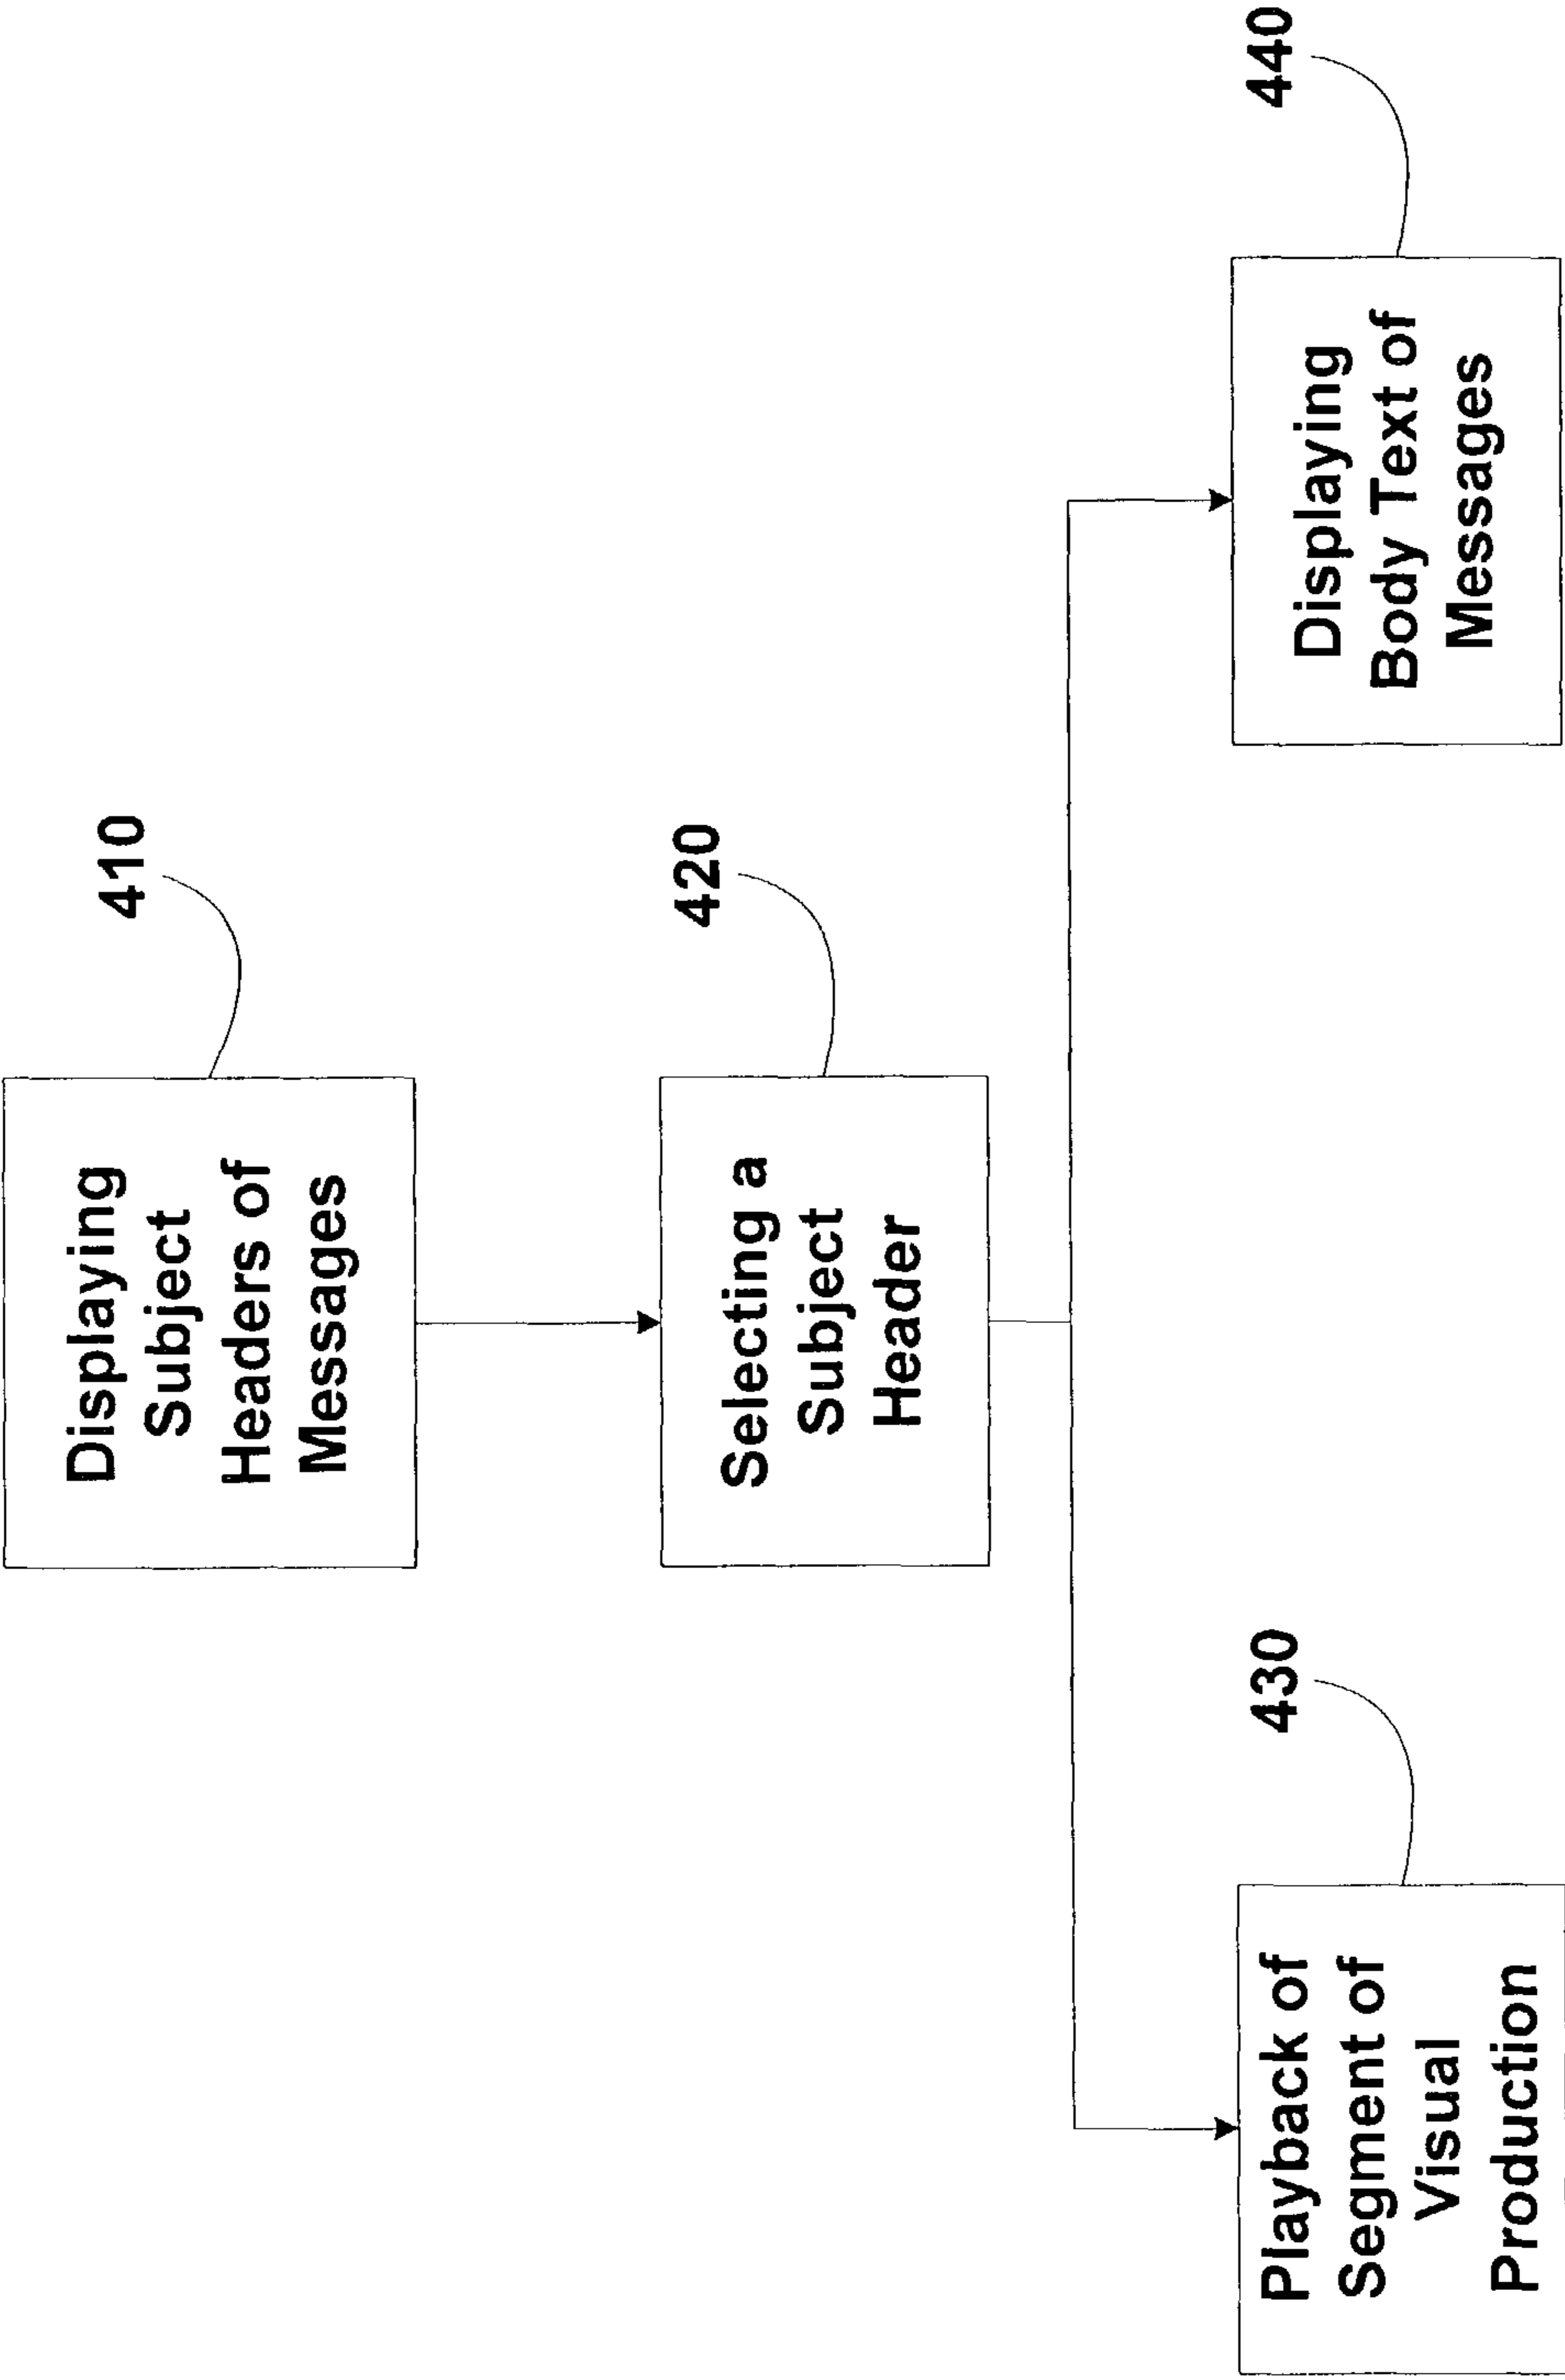 410
Displaying
Subject
Headers of
Messages
420
Selecting a
Subject
Header
430
Playback of
Segment of
Visual
Production
440
Displaying
Body Text of
Messages